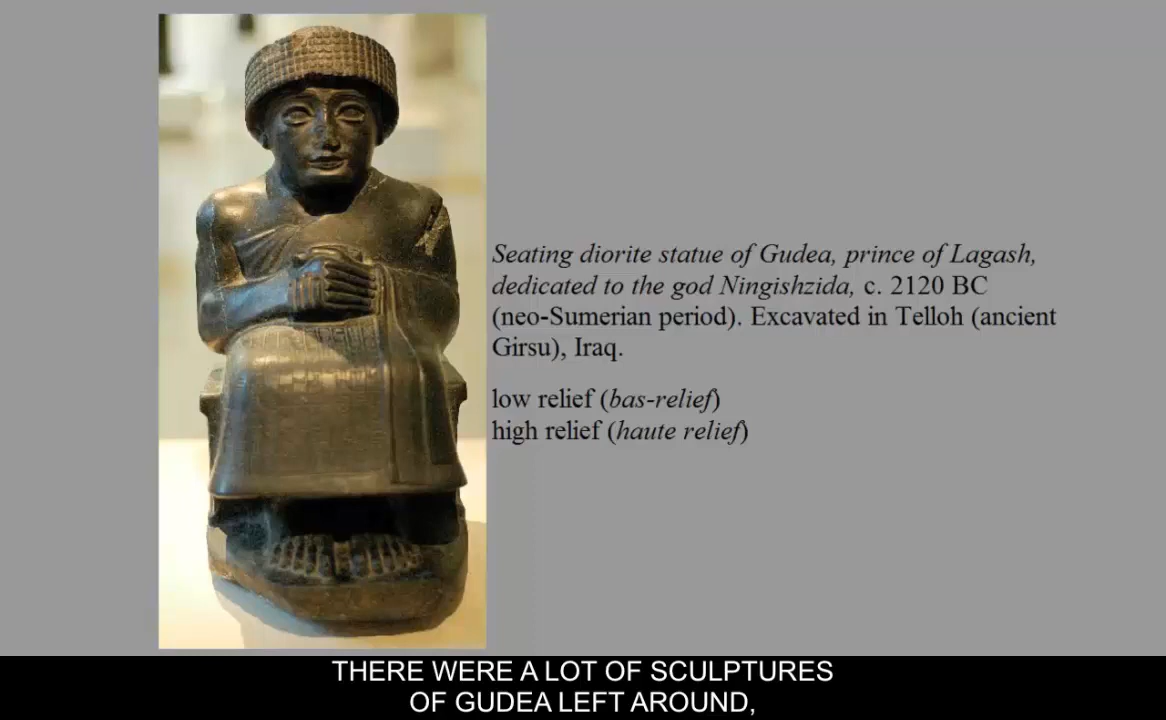 Seating diorite statue of Gudea, prince of Lagash,
dedicated to the god Ningishzida, c. 2120 BC
(neo-Sumerian period). Excavated in Telloh (ancient
Girsu), Iraq.
low relief (bas-relief)
high relief (haute relief)
THERE WERE A LOT OF SCULPTURES
OF GUDEA LEFT AROUND,